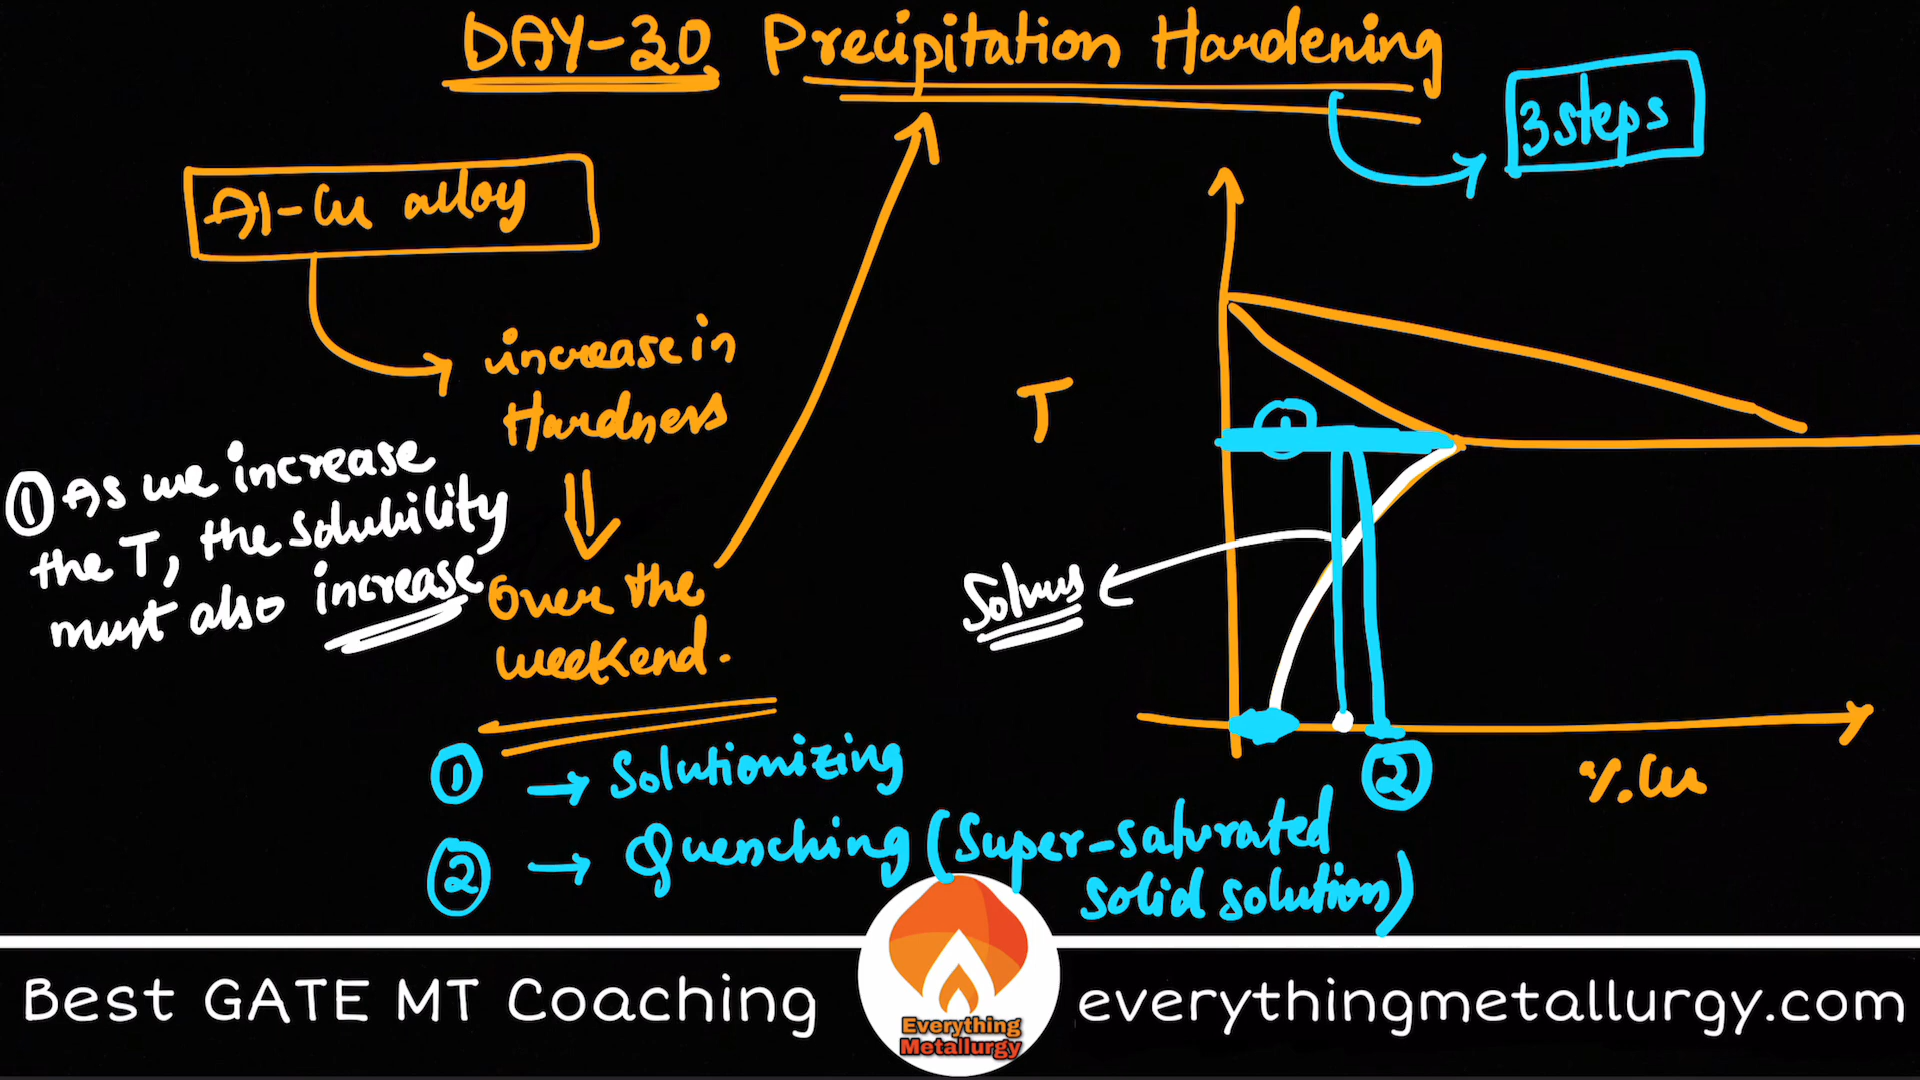 DAY-30 Precipitation Hardening
3 steps
Al-Cu alloy
increase in
Hardness
① As we increase
the T, the solubility
must also increase
Over the
weekend.
T
①
Solvus
②
%.Cu
① → Solutionizing
② → Quenching (Super-saturated
solid solution)
Best GATE MT Coaching
Everything
Metallurgy
everythingmetallurgy.com